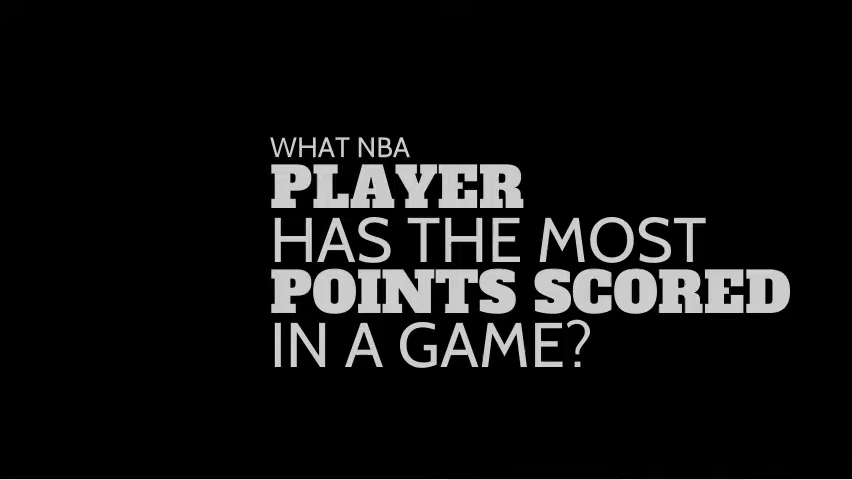 WHAT NBA
PLAYER
HAS THE MOST
POINTS SCORED
IN A GAME?